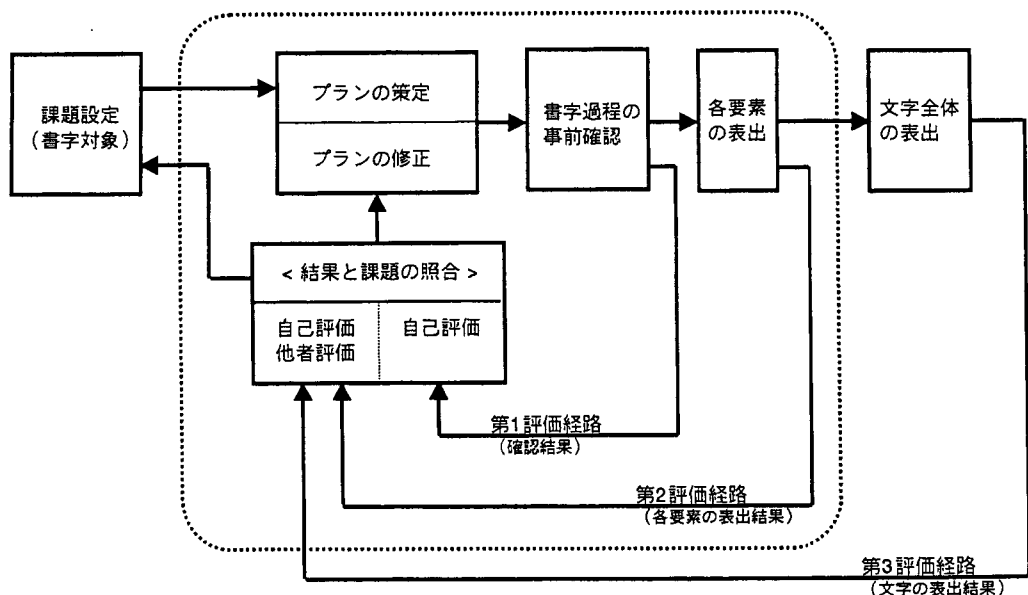 課題設定
(書字対象)
プランの策定
プランの修正
書字過程の
事前確認
各要素
の表出
文字全体
の表出
< 結果と課題の照合 >
自己評価
他者評価
自己評価
第1評価経路
(確認結果)
第2評価経路
(各要素の表出結果)
第3評価経路
(文字の表出結果)